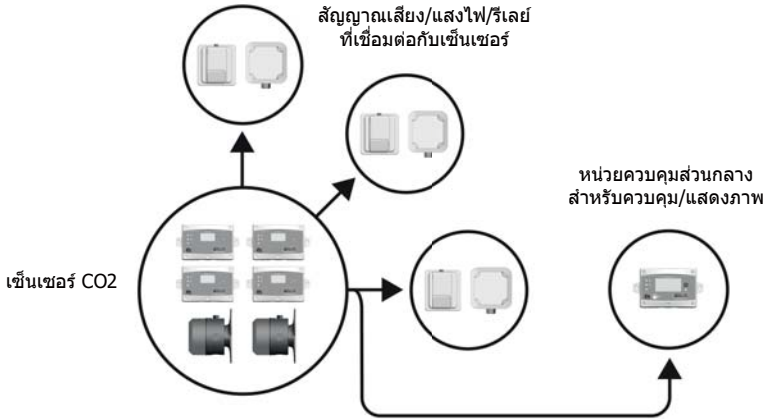 สัญญาณเสียง/แสงไฟ/รีเลย์
ที่เชื่อมต่อกับเซ็นเซอร์
หน่วยควบคุมส่วนกลาง
สำหรับควบคุม/แสดงภาพ
เซ็นเซอร์ CO2